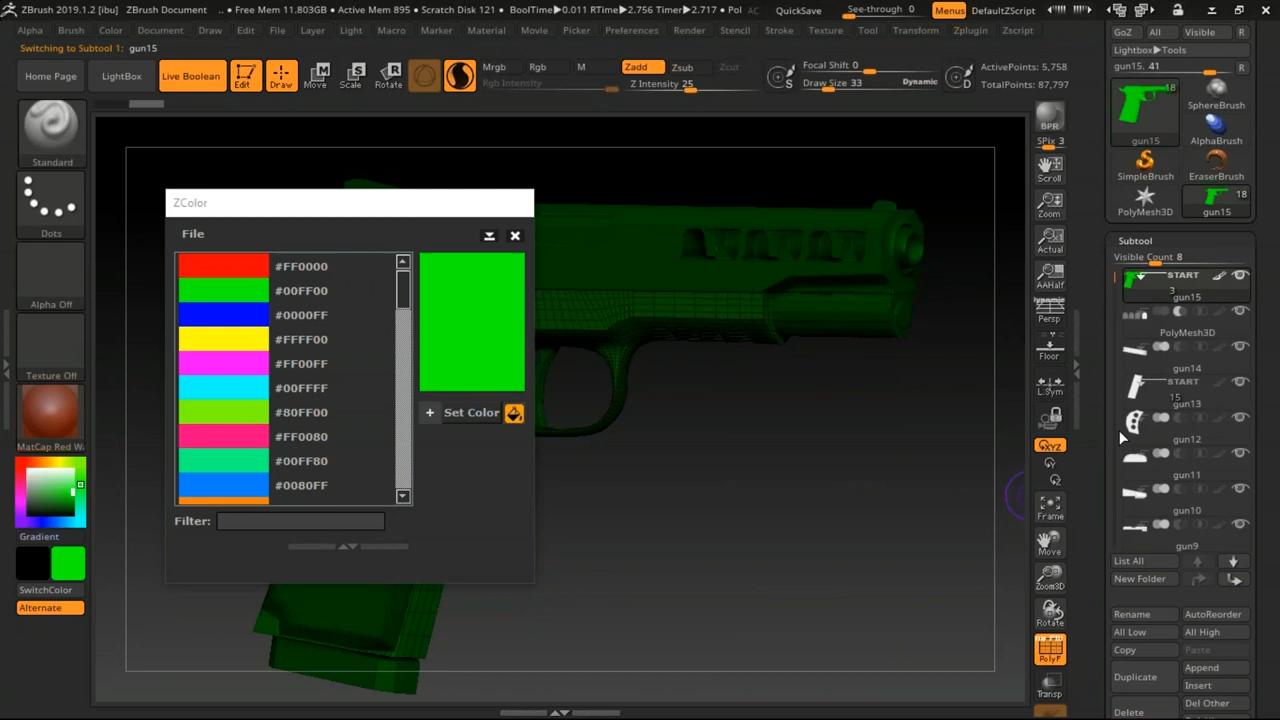 ZBrush 2019.1.2 [ibu] ZBrush Document .. • Free Mem 11.803GB • Active Mem 895 • Scratch Disk 121 • BoolTime▶0.011 RTime▶2.756 Timer▶2.717 • Pol AC QuickSave See-through 0 Menus DefaultZScript
Alpha Brush Color Document Draw Edit File Layer Light Macro Marker Material Movie Picker Preferences Render Stencil Stroke Texture Tool Transform Zplugin Zscript
Switching to Subtool 1: gun15
Home Page LightBox Live Boolean Edit Draw Move Scale Rotate
Mrgb Rgb M Zadd Zsub Zcut
Rgb Intensity Z Intensity 25
S Focal Shift 0
Draw Size 33 Dynamic
D ActivePoints: 5,758
TotalPoints: 87,797
Standard
Dots
Alpha Off
Texture Off
MatCap Red W
Gradient
SwitchColor
Alternate
ZColor
File
#FF0000
#00FF00
#0000FF
#FFFF00
#FF00FF
#00FFFF
#80FF00
#FF0080
#00FF80
#0080FF
+ Set Color
Filter:
BPR
SPix 3
Scroll
Zoom
Actual
AAHalf
Dynamic
Persp
Floor
L.Sym
XYZ
Y
Z
Frame
Move
Zoom3D
Rotate
PolyF
Transp
GoZ All Visible R
Lightbox▶Tools
gun15. 41 R
18
gun15
SphereBrush
AlphaBrush
SimpleBrush EraserBrush
18
PolyMesh3D gun15
Subtool
Visible Count 8
START
3
gun15
PolyMesh3D
gun14
START
15
gun13
gun12
gun11
gun10
gun9
List All
New Folder
Rename AutoReorder
All Low All High
Copy Paste
Duplicate Append
Insert
Delete Del Other